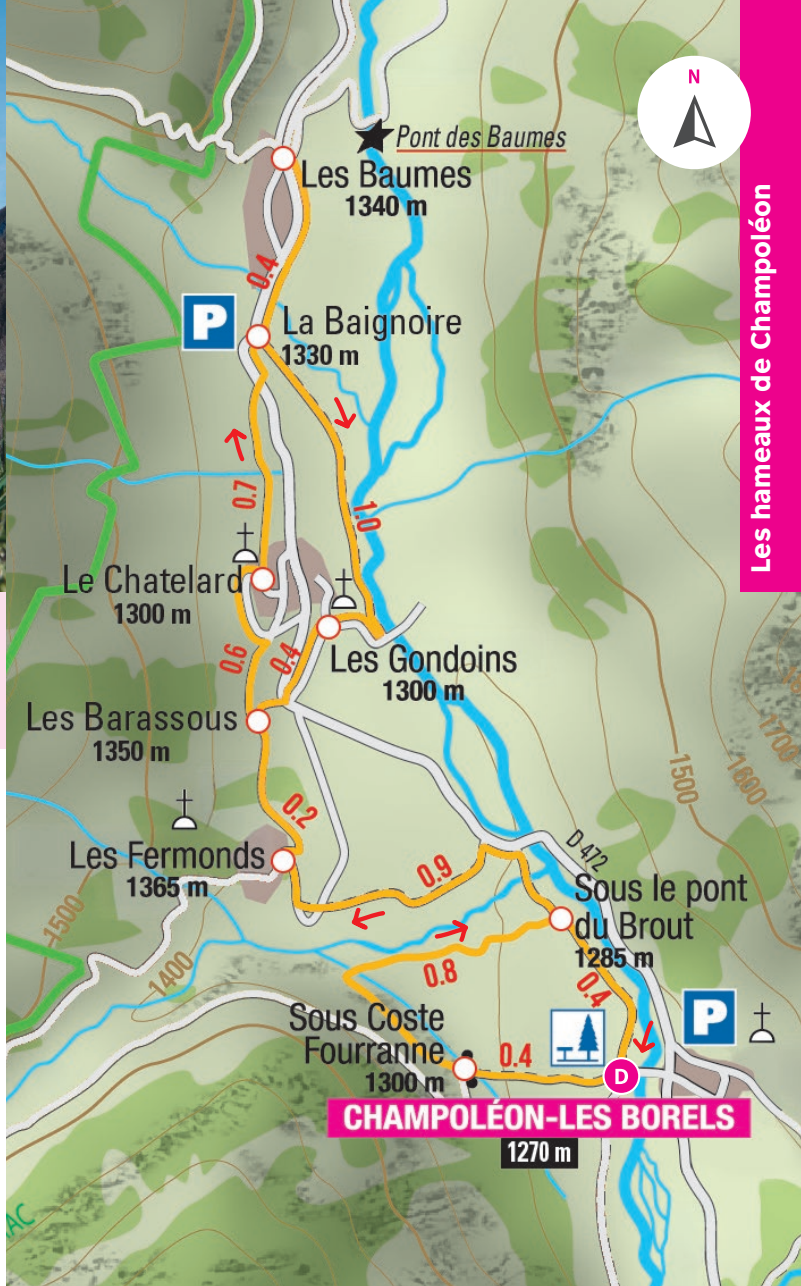 N
Les hameaux de Champoléon
Pont des Baumes
Les Baumes
1340 m
0.4
P
La Baignoire
1330 m
0.7
1.0
Le Chatelard
1300 m
0.6
0.4
Les Gondoins
1300 m
Les Barassous
1350 m
1700
1600
1500
0.2
D 472
Les Fermonds
1365 m
0.9
Sous le pont
du Brout
1285 m
1500
1400
0.8
0.4
P
Sous Coste
Fourranne
1300 m
0.4
D
CHAMPOLÉON-LES BORELS
1270 m